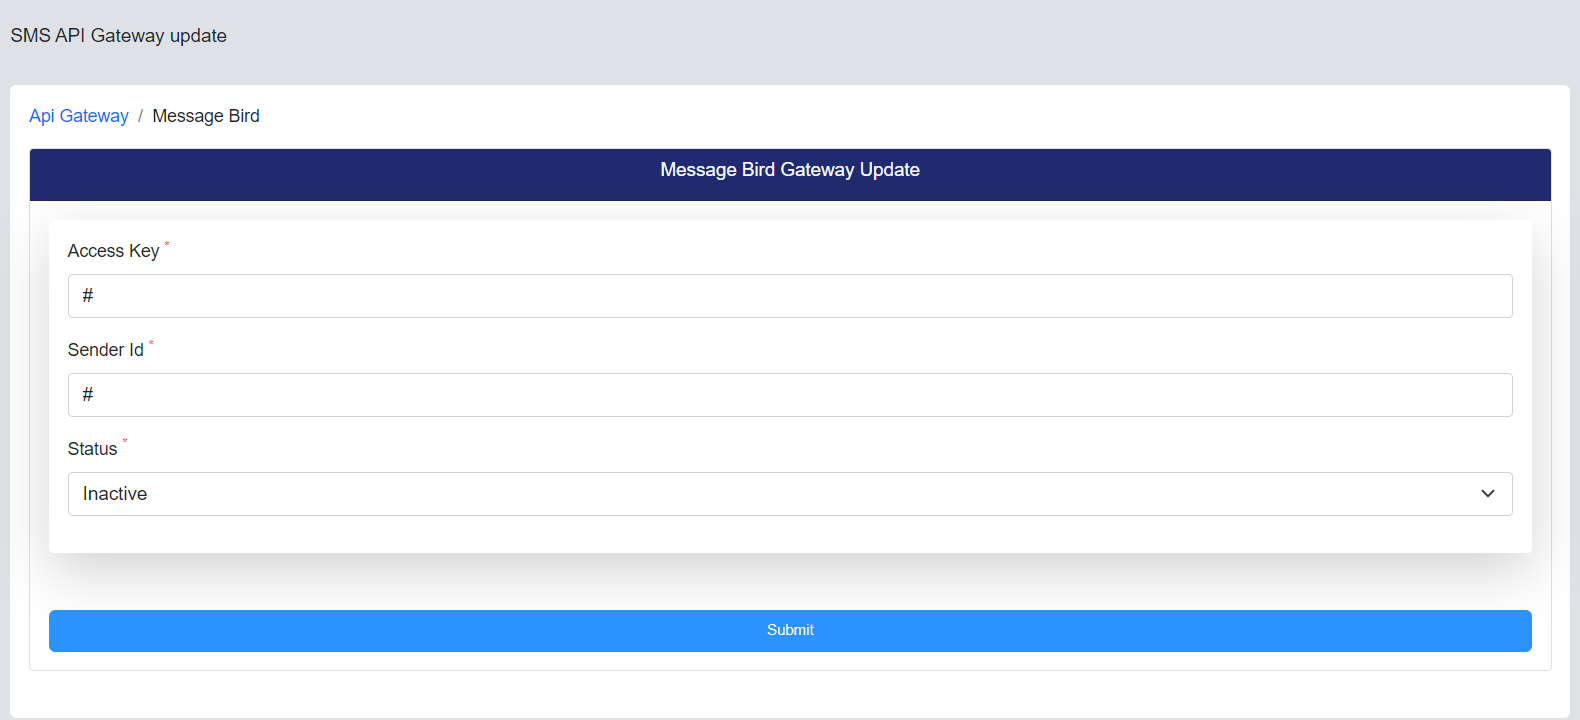 SMS API Gateway update
Api Gateway / Message Bird
Message Bird Gateway Update
Access Key *
#
Sender Id *
#
Status *
Inactive
Submit